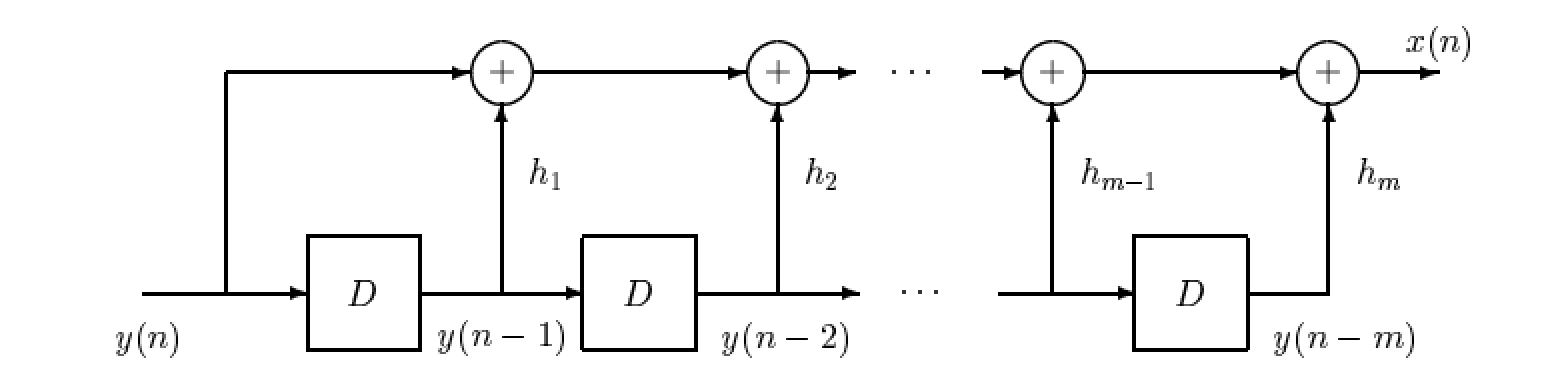 x(n)
+ + ··· + +
h₁ h₂ hₘ₋₁ hₘ
D D ··· D
y(n) y(n − 1) y(n − 2) y(n − m)